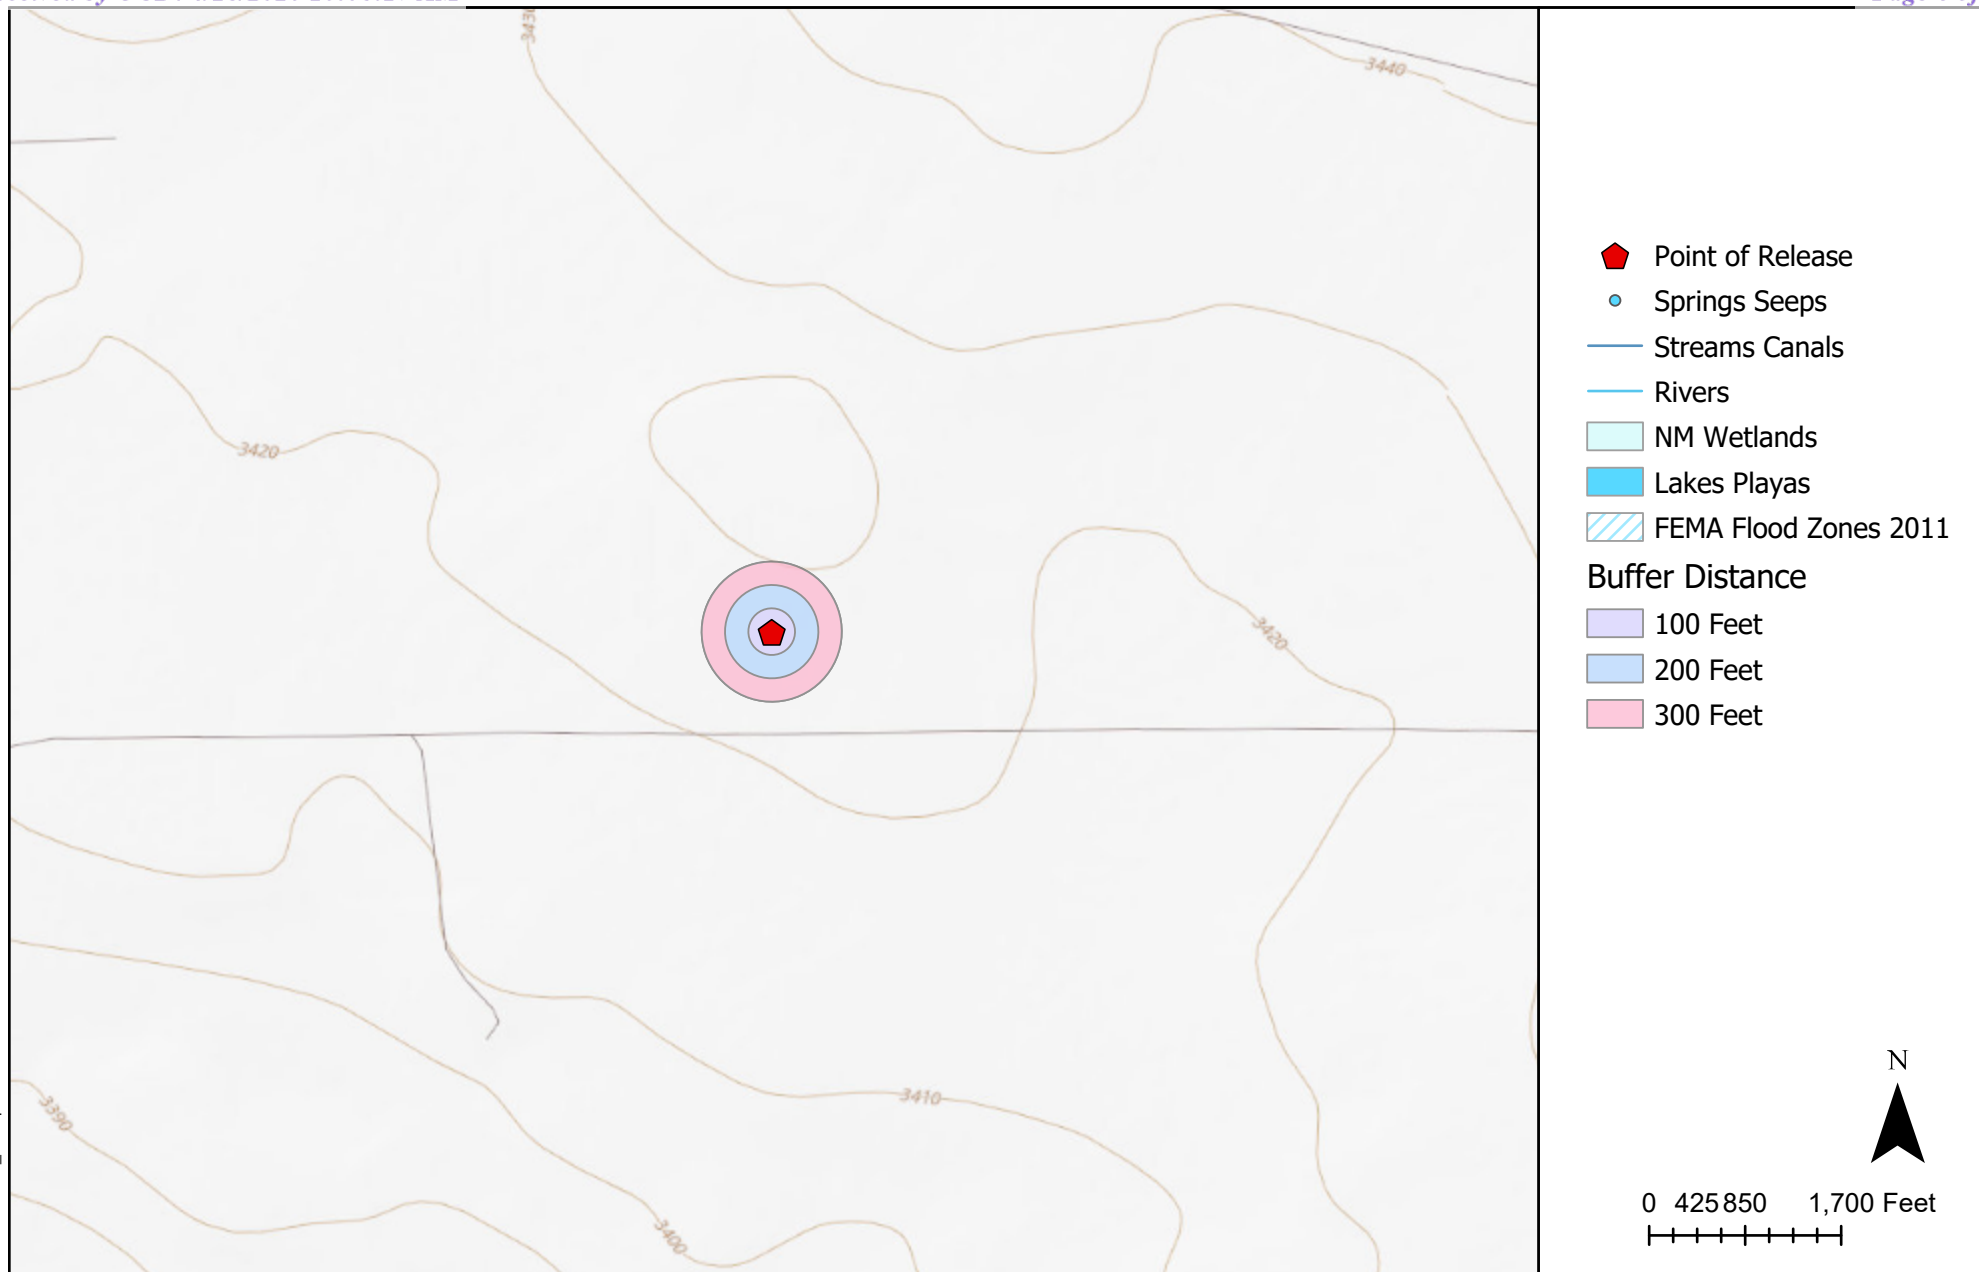 3430
3440
3420
3420
3410
3390
3400
Point of Release
Springs Seeps
Streams Canals
Rivers
NM Wetlands
Lakes Playas
FEMA Flood Zones 2011
Buffer Distance
100 Feet
200 Feet
300 Feet
N
0 425 850 1,700 Feet